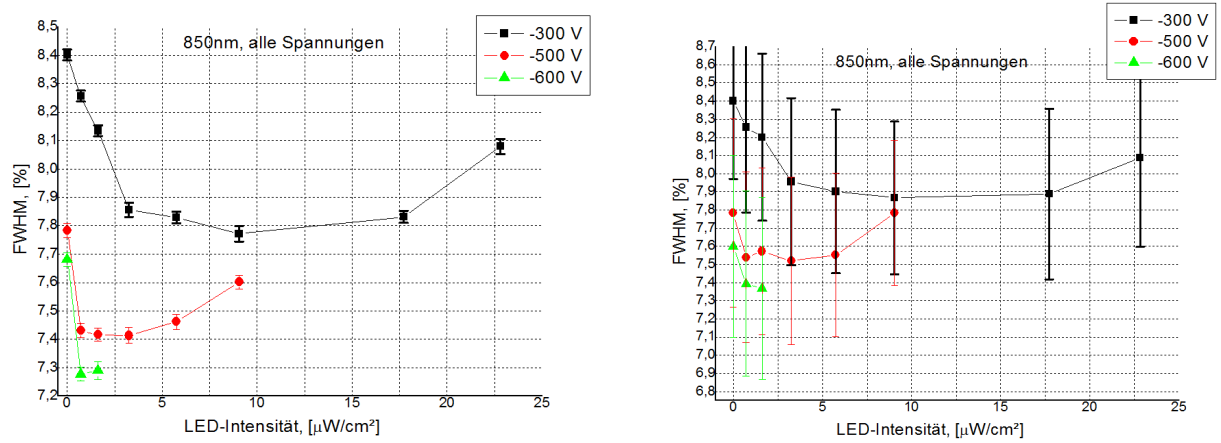 8,5
8,4
8,3
8,2
8,1
8,0
7,9
7,8
7,7
7,6
7,5
7,4
7,3
7,2
FWHM, [%]
850nm, alle Spannungen
-300 V
-500 V
-600 V
0 5 10 15 20 25
LED-Intensität, [μW/cm²]
8,7
8,6
8,5
8,4
8,3
8,2
8,1
8,0
7,9
7,8
7,7
7,6
7,5
7,4
7,3
7,2
7,1
7,0
6,9
6,8
FWHM, [%]
850nm, alle Spannungen
-300 V
-500 V
-600 V
0 5 10 15 20 25
LED-Intensität, [μW/cm²]